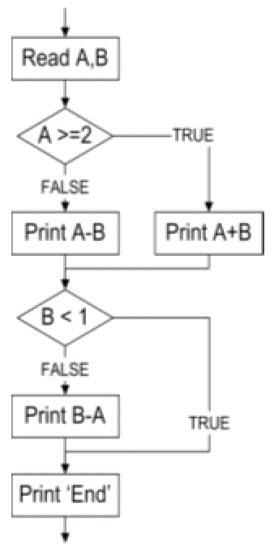 Read A,B
A >=2
TRUE
FALSE
Print A-B
Print A+B
B < 1
FALSE
Print B-A
TRUE
Print ‘End’